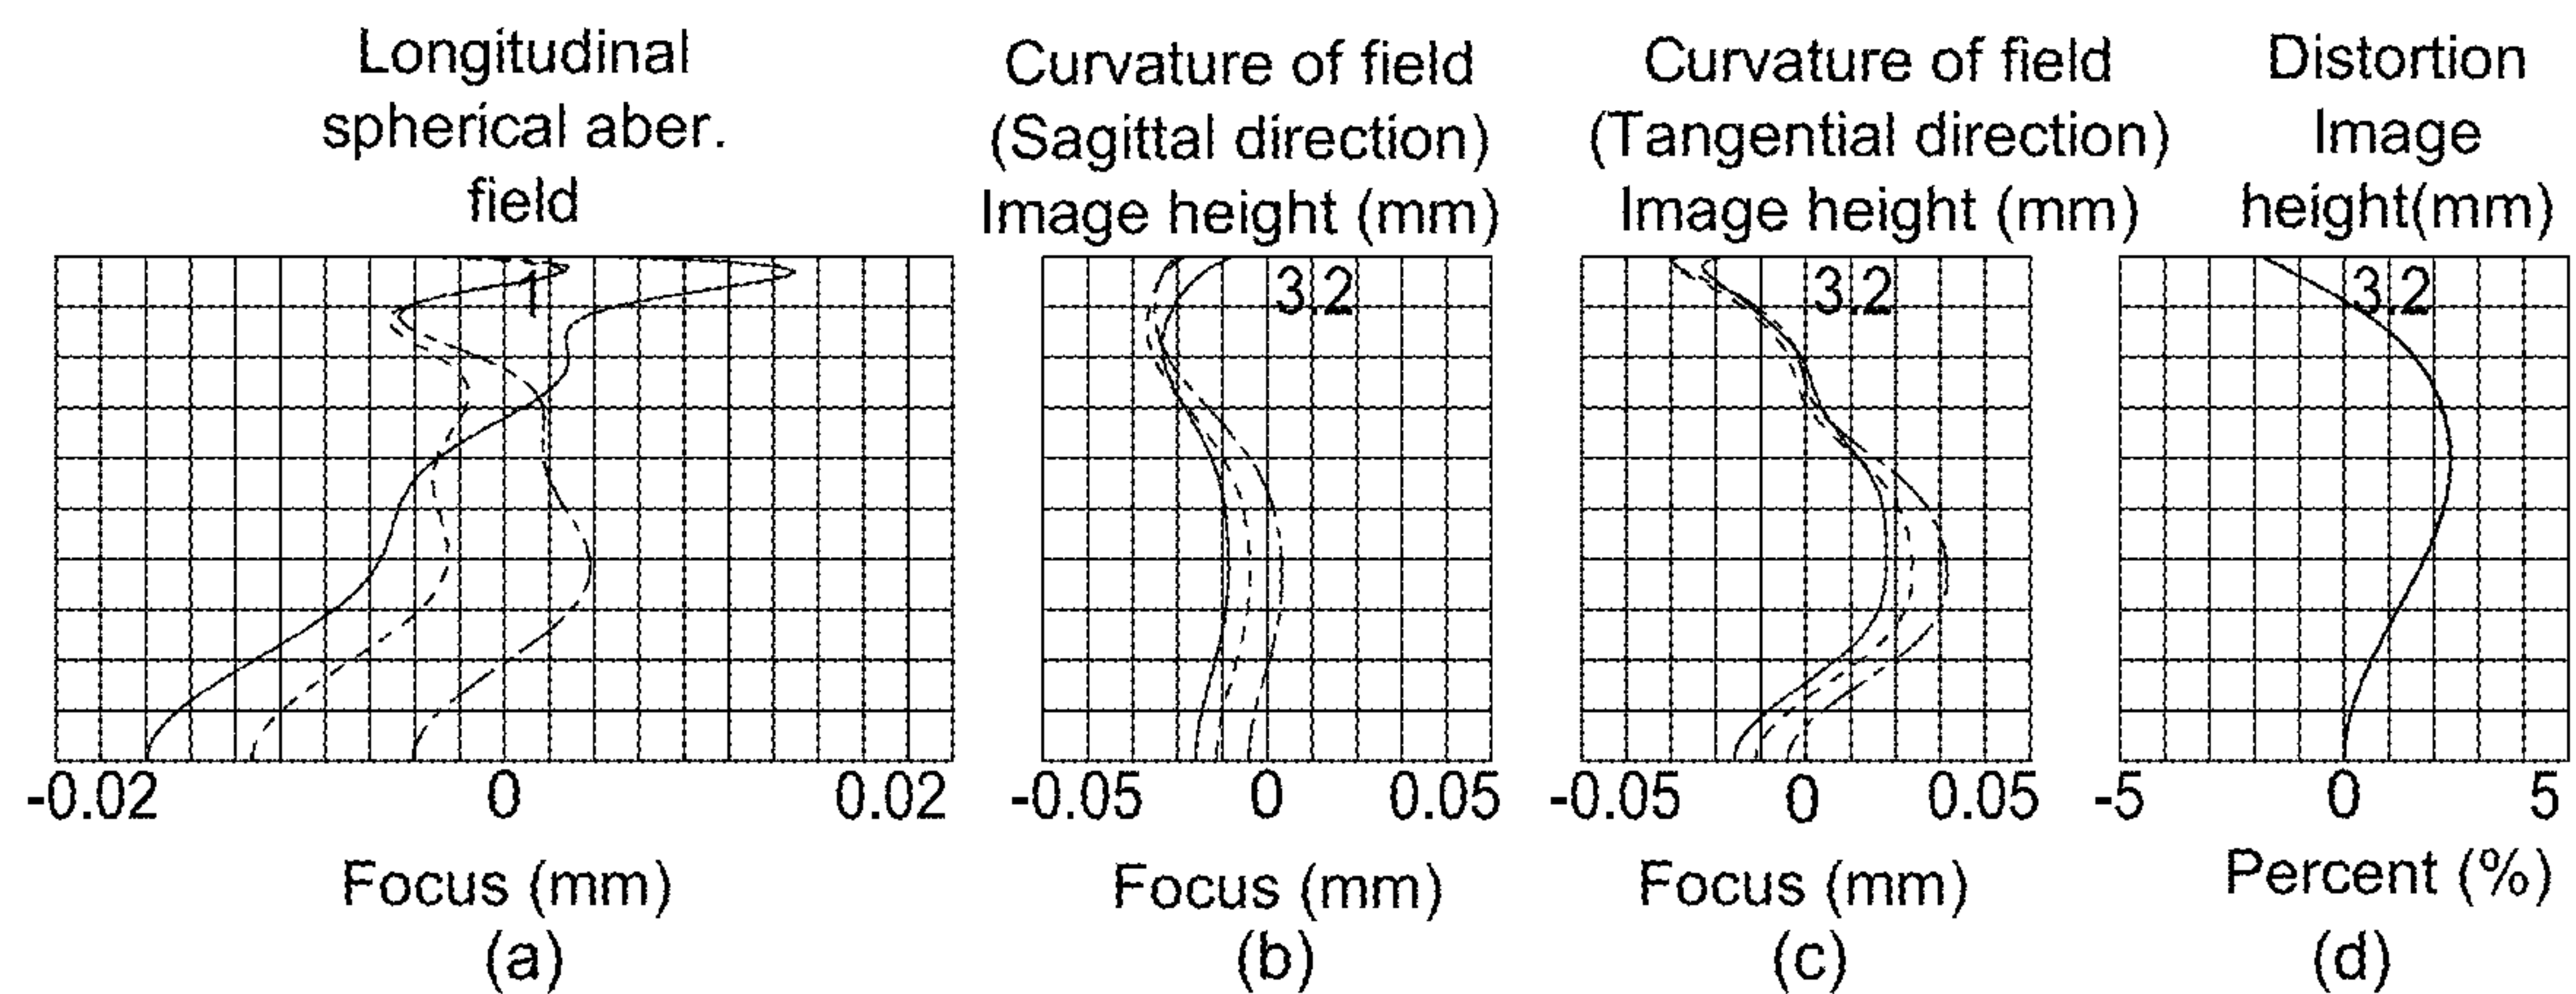 Longitudinal
spherical aber.
field
1
-0.02 0 0.02
Focus (mm)
(a)
Curvature of field
(Sagittal direction)
Image height (mm)
3.2
-0.05 0 0.05
Focus (mm)
(b)
Curvature of field
(Tangential direction)
Image height (mm)
3.2
-0.05 0 0.05
Focus (mm)
(c)
Distortion
Image
height(mm)
3.2
-5 0 5
Percent (%)
(d)